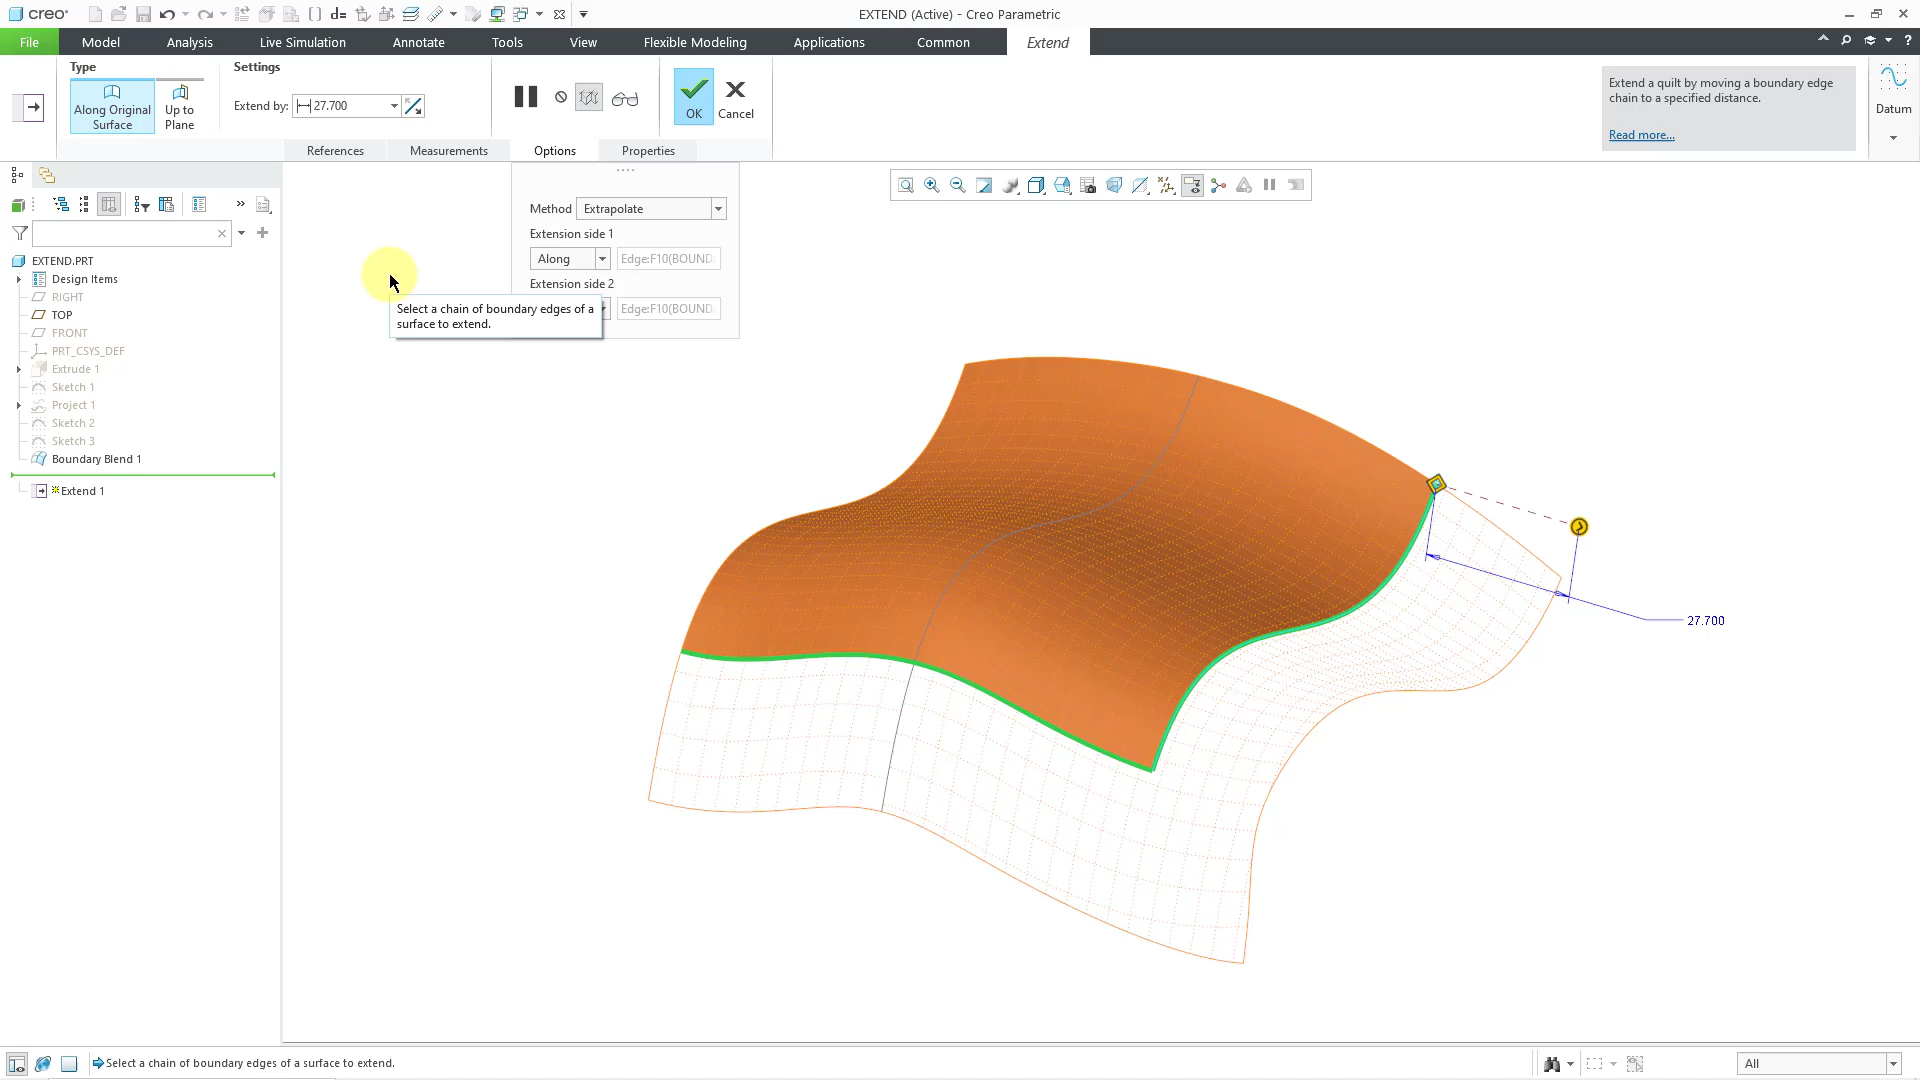 creo
d=
EXTEND (Active) - Creo Parametric
File
Model
Analysis
Live Simulation
Annotate
Tools
View
Flexible Modeling
Applications
Common
Extend
?
Type
Settings
Along Original
Surface
Up to
Plane
Extend by:
27.700
OK
Cancel
Extend a quilt by moving a boundary edge
chain to a specified distance.
Read more...
Datum
References
Measurements
Options
Properties
Method
Extrapolate
Extension side 1
Along
Edge:F10(BOUND
Extension side 2
Edge:F10(BOUND
Select a chain of boundary edges of a
surface to extend.
EXTEND.PRT
Design Items
RIGHT
TOP
FRONT
PRT_CSYS_DEF
Extrude 1
Sketch 1
Project 1
Sketch 2
Sketch 3
Boundary Blend 1
Extend 1
27.700
Select a chain of boundary edges of a surface to extend.
All